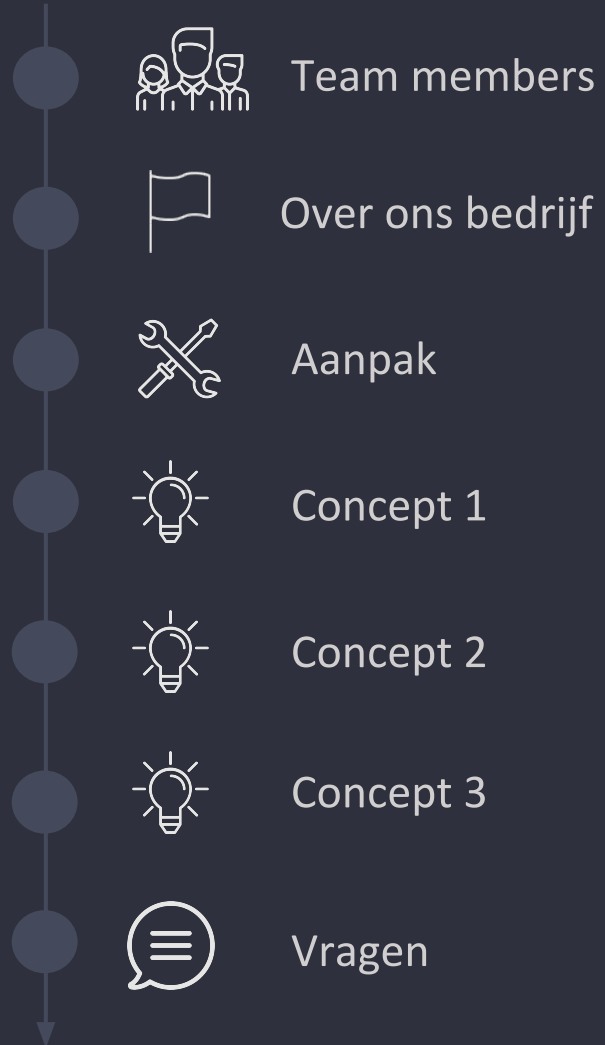 Team members
Over ons bedrijf
Aanpak
Concept 1
Concept 2
Concept 3
Vragen